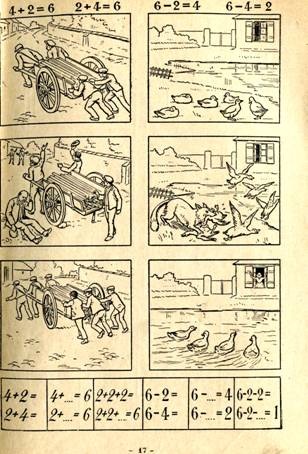 4+2=6 2+4=6 6-2=4 6-4=2
4+2= 4+....=6 2+2+2= 6-2= 6-....=4 6-2-2=
2+4= 2+....=6 2+2+....=6 6-4= 6-....=2 6-2-....=1
- 17 -